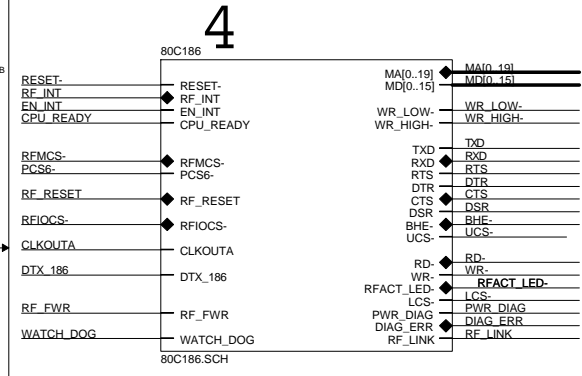 4
80C186
B
RESET- RESET-
RF_INT RF_INT
EN_INT EN_INT
CPU_READY CPU_READY
RFMCS- RFMCS-
PCS6- PCS6-
RF_RESET RF_RESET
RFIOCS- RFIOCS-
CLKOUTA CLKOUTA
DTX_186 DTX_186
RF_FWR RF_FWR
WATCH_DOG WATCH_DOG
MA[0..19] MA[0..19]
MD[0..15] MD[0..15]
WR_LOW- WR_LOW-
WR_HIGH- WR_HIGH-
TXD TXD
RXD RXD
RTS RTS
DTR DTR
CTS CTS
DSR DSR
BHE- BHE-
UCS- UCS-
RD- RD-
WR- WR-
RFACT_LED- RFACT_LED-
LCS- LCS-
PWR_DIAG PWR_DIAG
DIAG_ERR DIAG_ERR
RF_LINK RF_LINK
80C186.SCH